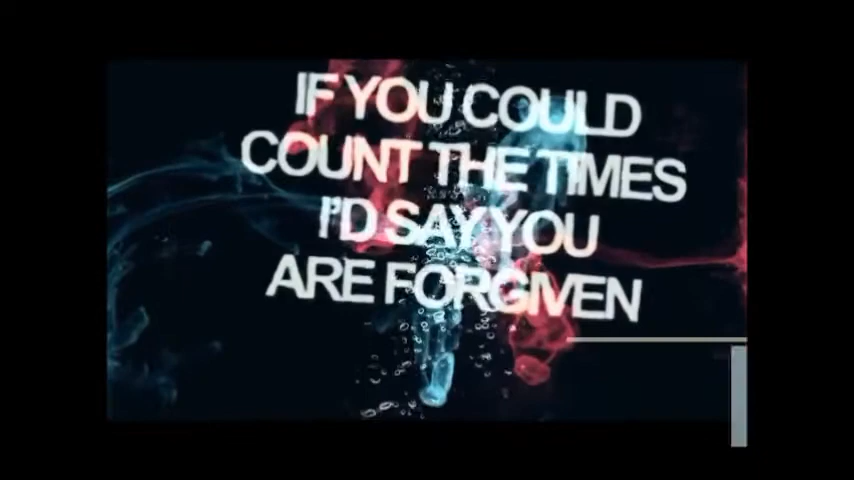 IF YOU COULD
COUNT THE TIMES
I'D SAY YOU
ARE FORGIVEN